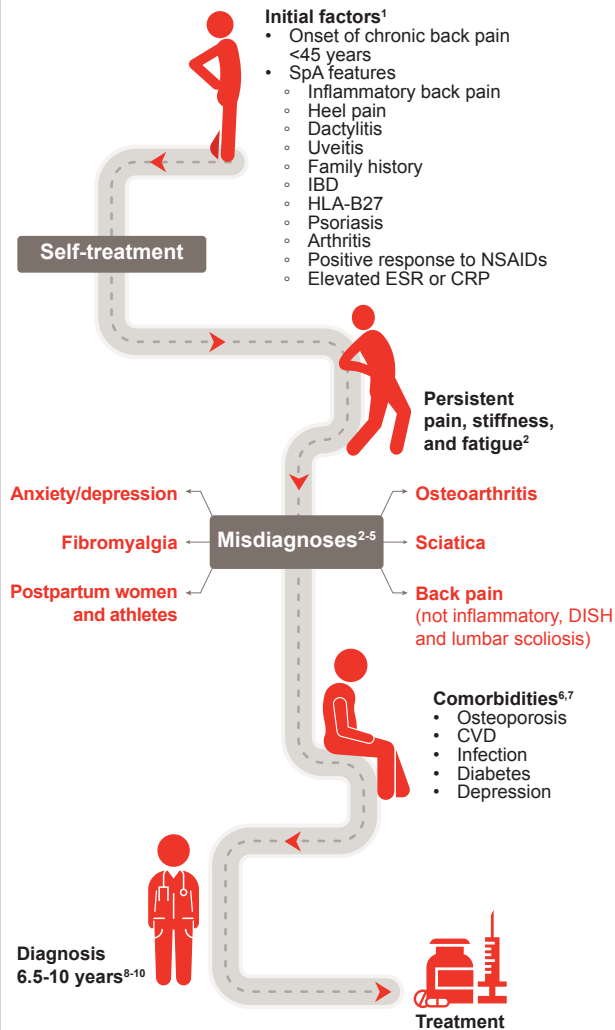 Initial factors¹
• Onset of chronic back pain
<45 years
• SpA features
◦ Inflammatory back pain
◦ Heel pain
◦ Dactylitis
◦ Uveitis
◦ Family history
◦ IBD
◦ HLA-B27
◦ Psoriasis
◦ Arthritis
◦ Positive response to NSAIDs
◦ Elevated ESR or CRP
Self-treatment
Persistent
pain, stiffness,
and fatigue²
Anxiety/depression
Fibromyalgia
Postpartum women
and athletes
Misdiagnoses²⁻⁵
Osteoarthritis
Sciatica
Back pain
(not inflammatory, DISH
and lumbar scoliosis)
Comorbidities⁶,⁷
• Osteoporosis
• CVD
• Infection
• Diabetes
• Depression
Diagnosis
6.5-10 years⁸⁻¹⁰
Treatment